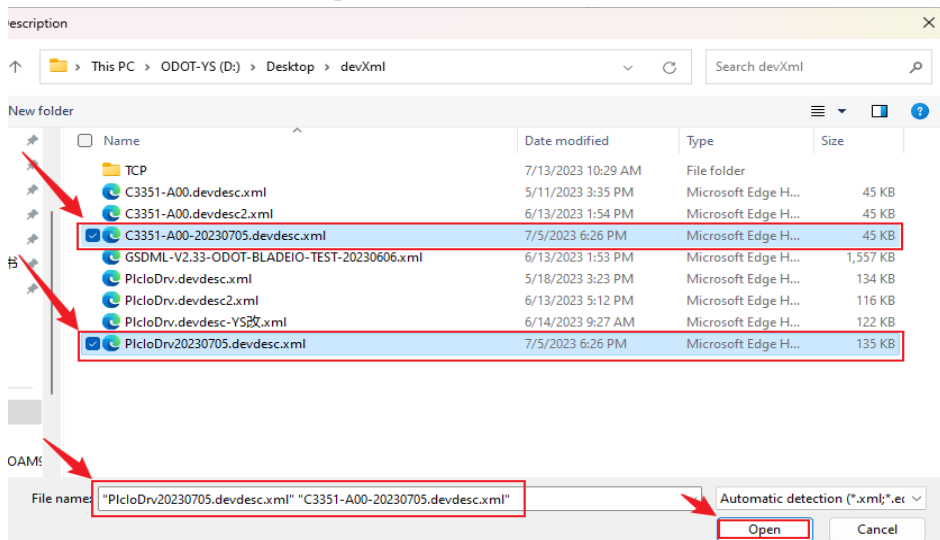 escription
This PC > ODOT-YS (D:) > Desktop > devXml
Search devXml
New folder
Name Date modified Type Size
TCP 7/13/2023 10:29 AM File folder
C3351-A00.devdesc.xml 5/11/2023 3:35 PM Microsoft Edge H... 45 KB
C3351-A00.devdesc2.xml 6/13/2023 1:54 PM Microsoft Edge H... 45 KB
C3351-A00-20230705.devdesc.xml 7/5/2023 6:26 PM Microsoft Edge H... 45 KB
GSDML-V2.33-ODOT-BLADEIO-TEST-20230606.xml 6/13/2023 1:53 PM Microsoft Edge H... 1,557 KB
书
PlcIoDrv.devdesc.xml 5/18/2023 3:23 PM Microsoft Edge H... 134 KB
PlcIoDrv.devdesc2.xml 6/13/2023 5:12 PM Microsoft Edge H... 116 KB
PlcIoDrv.devdesc-YS改.xml 6/14/2023 9:27 AM Microsoft Edge H... 122 KB
PlcIoDrv20230705.devdesc.xml 7/5/2023 6:26 PM Microsoft Edge H... 135 KB
OAMS
File name: "PlcIoDrv20230705.devdesc.xml" "C3351-A00-20230705.devdesc.xml" Automatic detection (*.xml;*.ec
Open Cancel